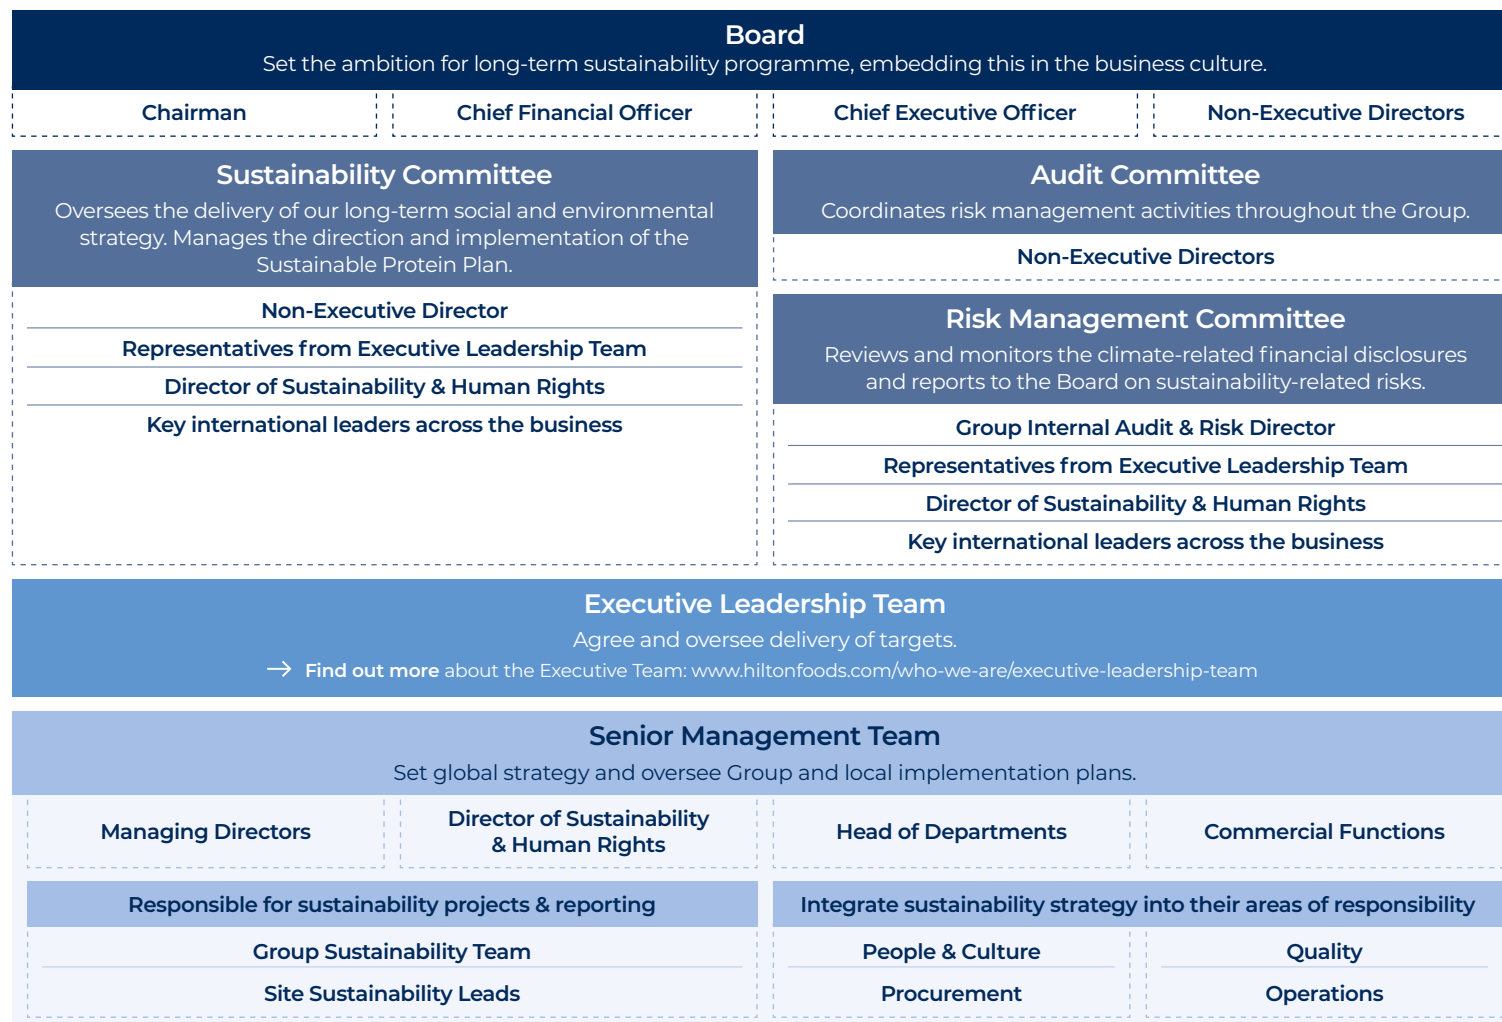 Board
Set the ambition for long-term sustainability programme, embedding this in the business culture.
Chairman
Chief Financial Officer
Chief Executive Officer
Non-Executive Directors
Sustainability Committee
Oversees the delivery of our long-term social and environmental
strategy. Manages the direction and implementation of the
Sustainable Protein Plan.
Non-Executive Director
Representatives from Executive Leadership Team
Director of Sustainability & Human Rights
Key international leaders across the business
Audit Committee
Coordinates risk management activities throughout the Group.
Non-Executive Directors
Risk Management Committee
Reviews and monitors the climate-related financial disclosures
and reports to the Board on sustainability-related risks.
Group Internal Audit & Risk Director
Representatives from Executive Leadership Team
Director of Sustainability & Human Rights
Key international leaders across the business
Executive Leadership Team
Agree and oversee delivery of targets.
→ Find out more about the Executive Team: www.hiltonfoods.com/who-we-are/executive-leadership-team
Senior Management Team
Set global strategy and oversee Group and local implementation plans.
Managing Directors
Director of Sustainability
& Human Rights
Head of Departments
Commercial Functions
Responsible for sustainability projects & reporting
Group Sustainability Team
Site Sustainability Leads
Integrate sustainability strategy into their areas of responsibility
People & Culture
Procurement
Quality
Operations